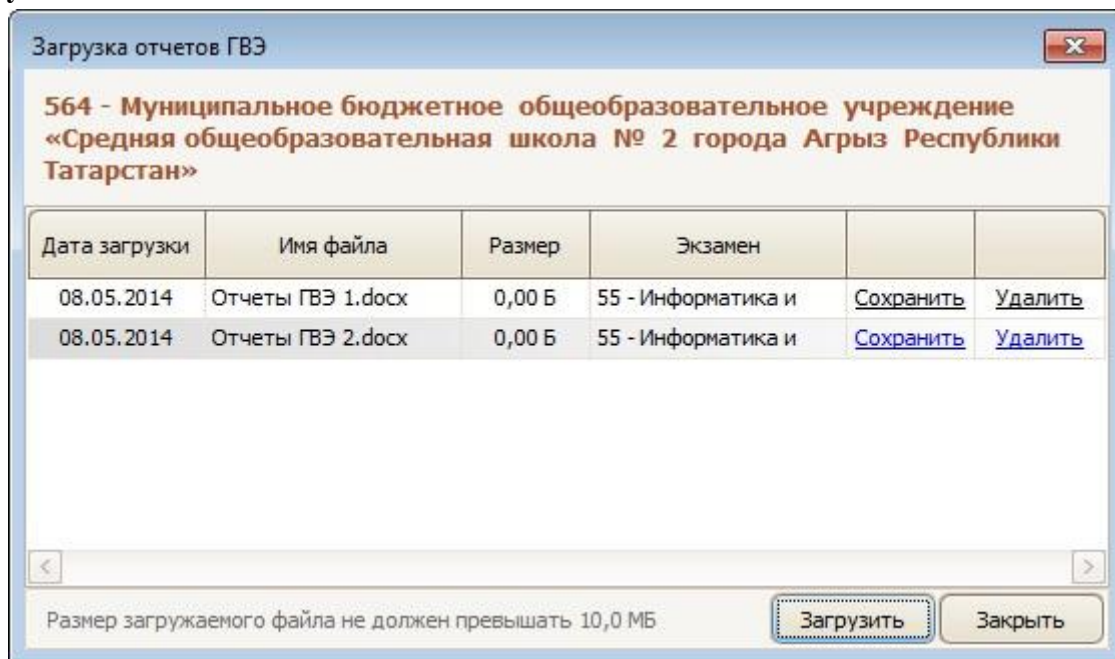 Загрузка отчетов ГВЭ
564 - Муниципальное бюджетное общеобразовательное учреждение
«Средняя общеобразовательная школа № 2 города Агрыз Республики
Татарстан»
Дата загрузки Имя файла Размер Экзамен
08.05.2014 Отчеты ГВЭ 1.docx 0,00 Б 55 - Информатика и Сохранить Удалить
08.05.2014 Отчеты ГВЭ 2.docx 0,00 Б 55 - Информатика и Сохранить Удалить
Размер загружаемого файла не должен превышать 10,0 МБ Загрузить Закрыть